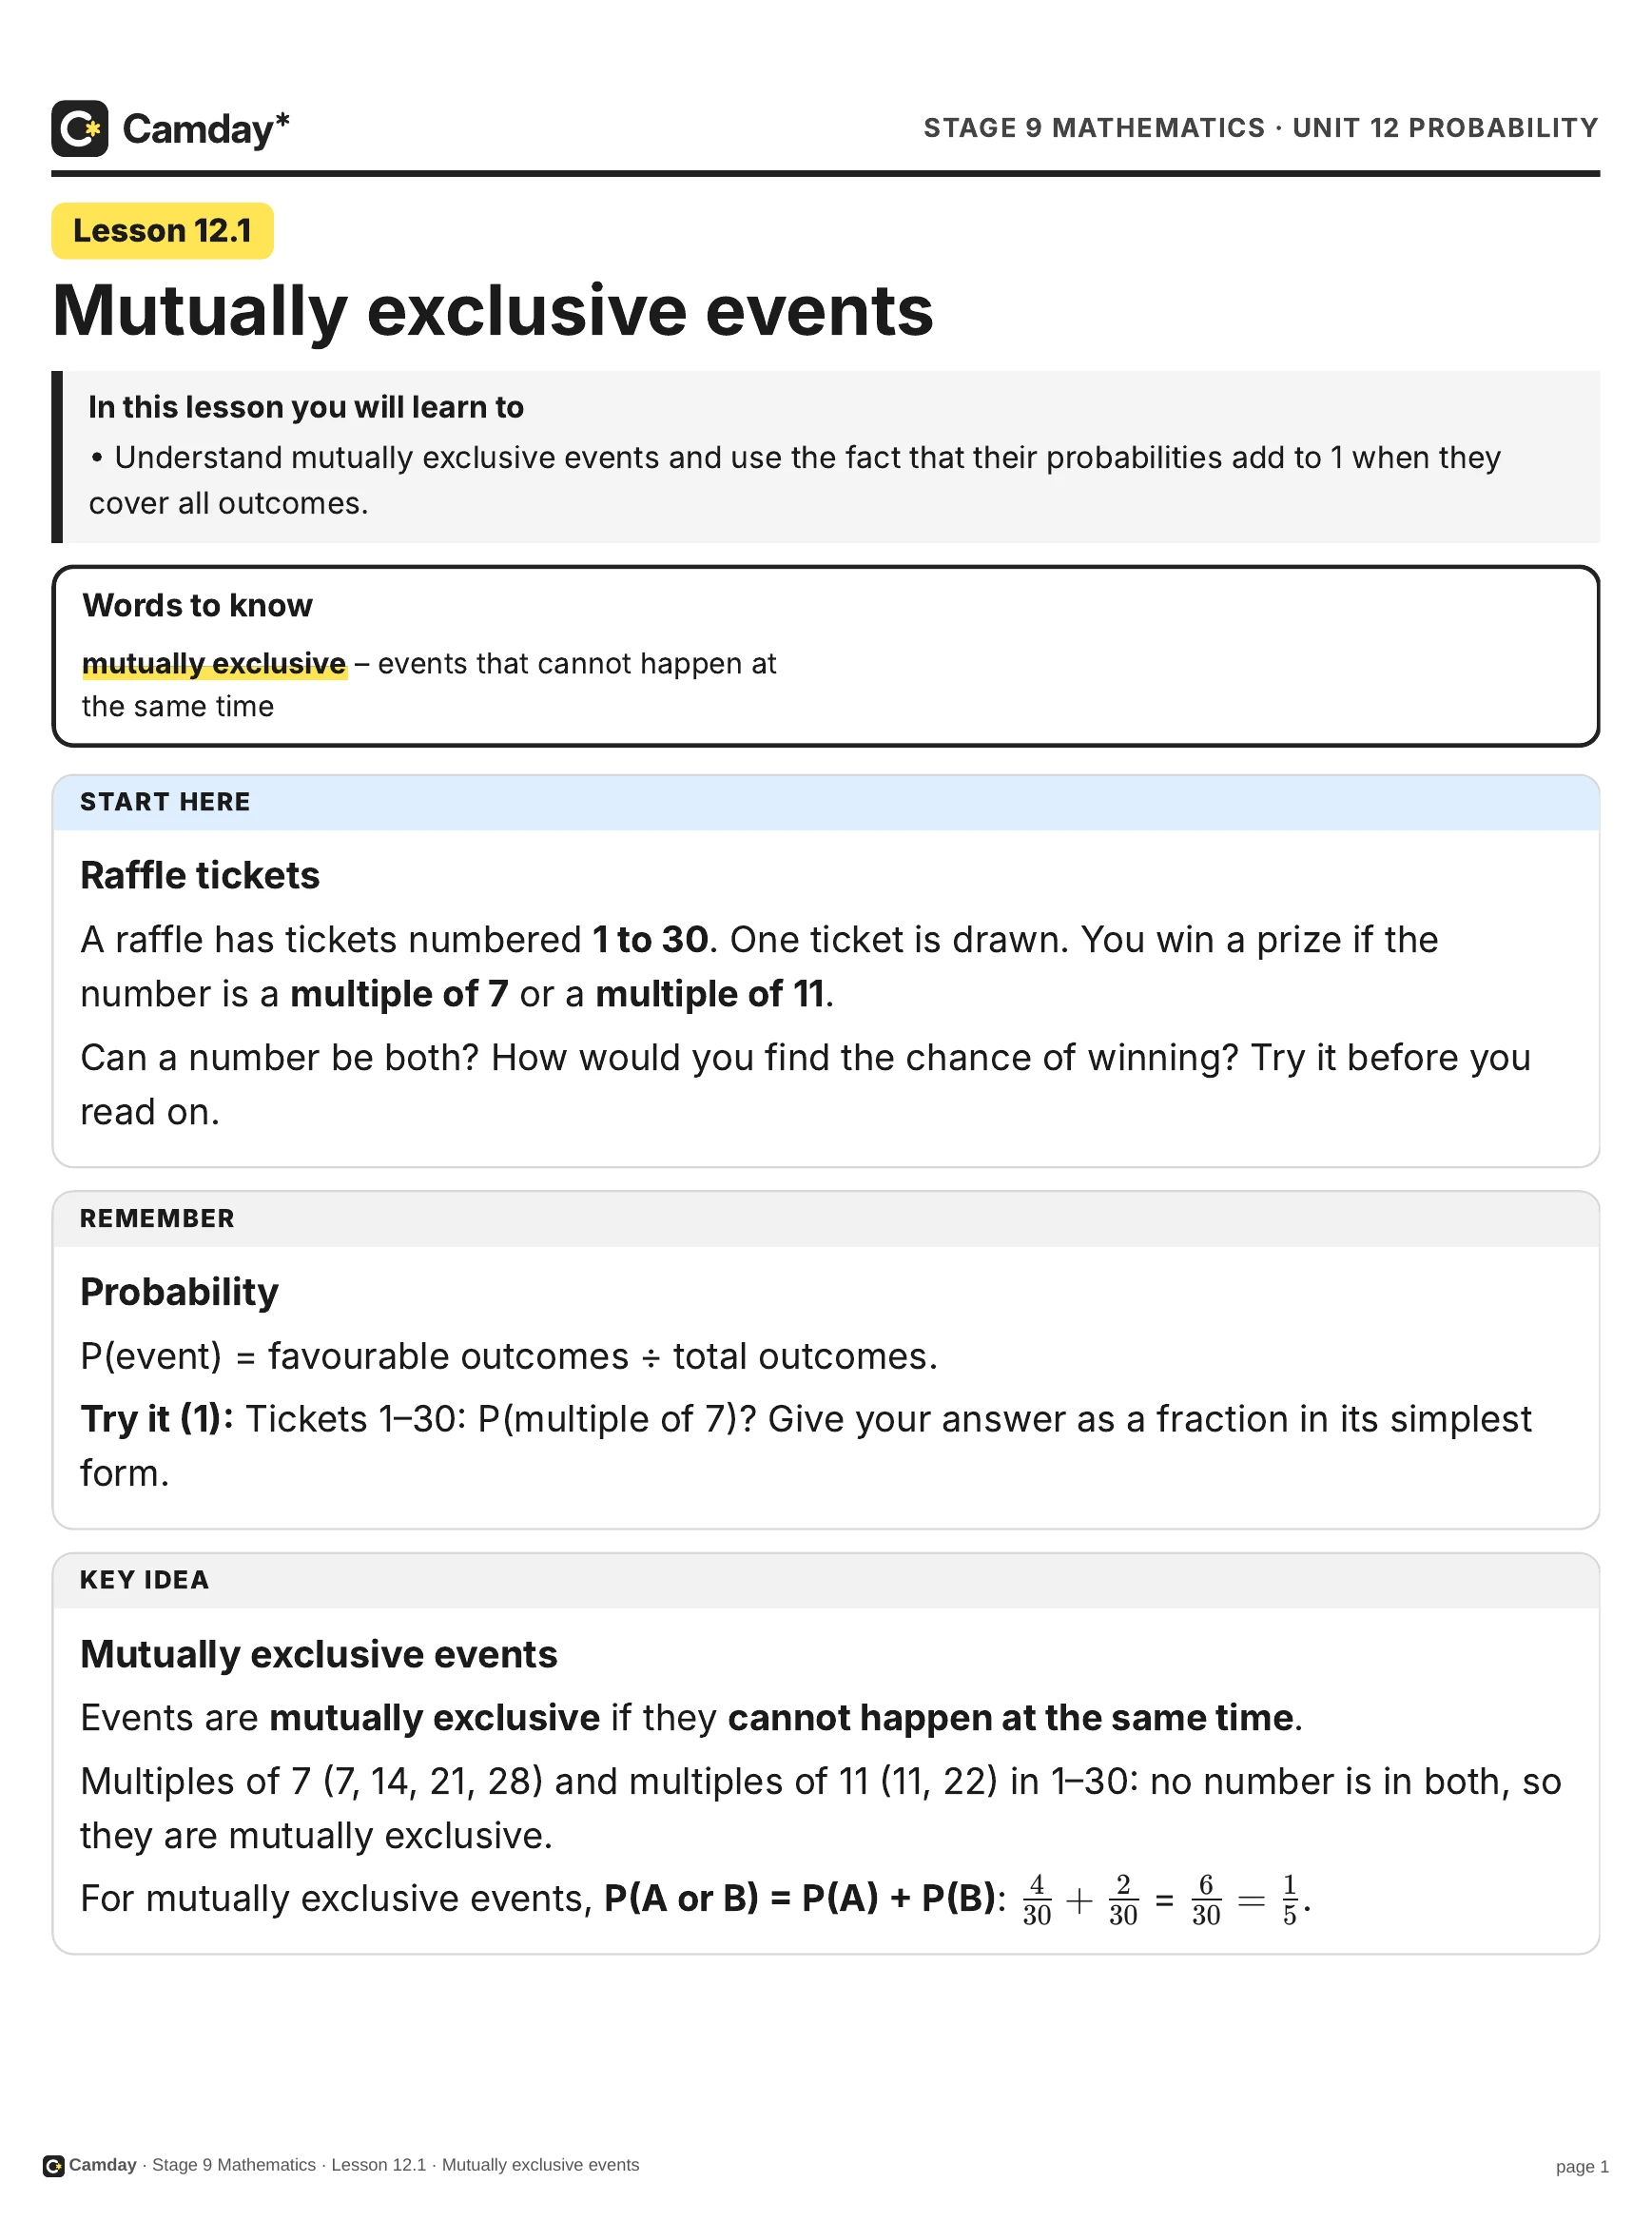 Camday*
STAGE 9 MATHEMATICS · UNIT 12 PROBABILITY
Lesson 12.1
Mutually exclusive events
In this lesson you will learn to
• Understand mutually exclusive events and use the fact that their probabilities add to 1 when they
cover all outcomes.
Words to know
mutually exclusive – events that cannot happen at
the same time
START HERE
Raffle tickets
A raffle has tickets numbered 1 to 30. One ticket is drawn. You win a prize if the
number is a multiple of 7 or a multiple of 11.
Can a number be both? How would you find the chance of winning? Try it before you
read on.
REMEMBER
Probability
P(event) = favourable outcomes ÷ total outcomes.
Try it (1): Tickets 1–30: P(multiple of 7)? Give your answer as a fraction in its simplest
form.
KEY IDEA
Mutually exclusive events
Events are mutually exclusive if they cannot happen at the same time.
Multiples of 7 (7, 14, 21, 28) and multiples of 11 (11, 22) in 1–30: no number is in both, so
they are mutually exclusive.
For mutually exclusive events, P(A or B) = P(A) + P(B): 4/30 + 2/30 = 6/30 = 1/5.
Camday · Stage 9 Mathematics · Lesson 12.1 · Mutually exclusive events
page 1